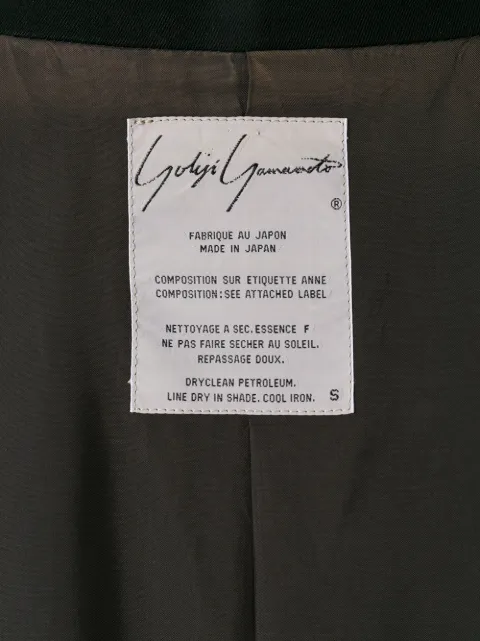 Yohji Yamamoto
®
FABRIQUE AU JAPON
MADE IN JAPAN
COMPOSITION SUR ETIQUETTE ANNE
COMPOSITION:SEE ATTACHED LABEL
NETTOYAGE A SEC.ESSENCE F
NE PAS FAIRE SECHER AU SOLEIL.
REPASSAGE DOUX.
DRYCLEAN PETROLEUM.
LINE DRY IN SHADE.COOL IRON. S